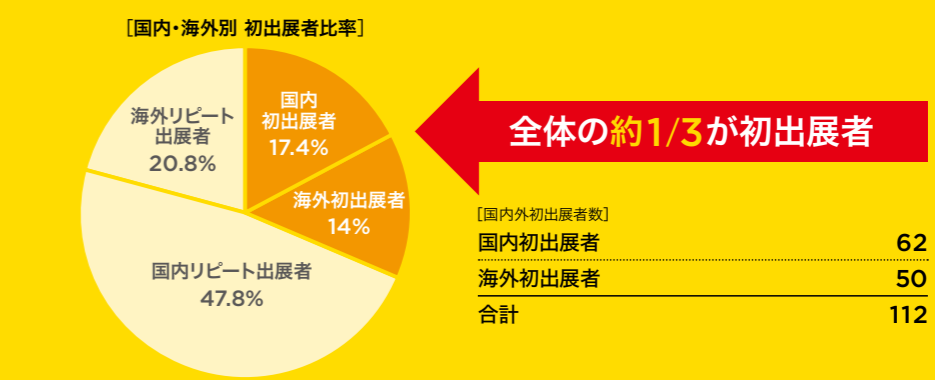 ［国内・海外別 初出展者比率］
国内
初出展者
17.4%
海外初出展者
14%
国内リピート出展者
47.8%
海外リピート
出展者
20.8%
全体の約1/3が初出展者
［国内外初出展者数］
国内初出展者 62
海外初出展者 50
合計 112